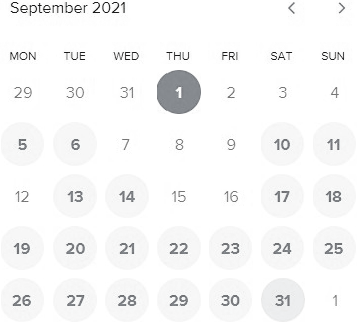 September 2021
MON TUE WED THU FRI SAT SUN
29 30 31 1 2 3 4
5 6 7 8 9 10 11
12 13 14 15 16 17 18
19 20 21 22 23 24 25
26 27 28 29 30 31 1